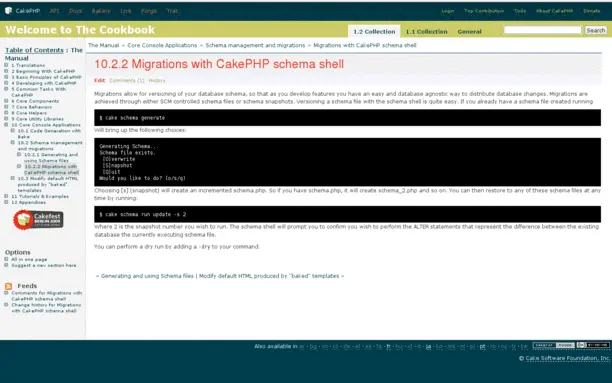 CakePHP API Docs Bakery Live Forge Trac
Login Top Contributors Todo About CakePHP Donate
Welcome to The Cookbook
1.2 Collection 1.1 Collection General
Table of Contents : The Manual
1 Translations
2 Beginning With CakePHP
3 Basic Principles of CakePHP
4 Developing with CakePHP
5 Common Tasks With CakePHP
6 Core Components
7 Core Behaviors
8 Core Helpers
9 Core Utility Libraries
10 Core Console Applications
10.1 Code Generation with Bake
10.2 Schema management and migrations
10.2.1 Generating and using Schema files
10.2.2 Migrations with CakePHP schema shell
10.3 Modify default HTML produced by "baked" templates
11 Tutorials & Examples
12 Appendices
Cakefest
BERLIN 2009
Options
All in one page
Suggest a new section here
Feeds
Comments for Migrations with CakePHP schema shell
Change history for Migrations with CakePHP schema shell
The Manual » Core Console Applications » Schema management and migrations » Migrations with CakePHP schema shell
10.2.2 Migrations with CakePHP schema shell
Edit Comments (1) History
Migrations allow for versioning of your database schema, so that as you develop features you have an easy and database agnostic way to distribute database changes. Migrations are
achieved through either SCM controlled schema files or schema snapshots. Versioning a schema file with the schema shell is quite easy. If you already have a schema file created running
$ cake schema generate
Will bring up the following choices:
Generating Schema...
Schema file exists.
[O]verwrite
[S]napshot
[Q]uit
Would you like to do? (o/s/q)
Choosing [s] (snapshot) will create an incremented schema.php. So if you have schema.php, it will create schema_2.php and so on. You can then restore to any of these schema files at any
time by running:
$ cake schema run update -s 2
Where 2 is the snapshot number you wish to run. The schema shell will prompt you to confirm you wish to perform the ALTER statements that represent the difference between the existing
database the currently executing schema file.
You can perform a dry run by adding a -dry to your command.
« Generating and using Schema files | Modify default HTML produced by "baked" templates »
Also available in
© Cake Software Foundation, Inc.